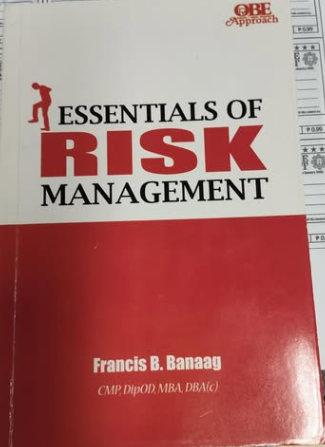 OBE
Approach
ESSENTIALS OF
RISK
MANAGEMENT
Francis B. Banaag
CMP, DipOD, MBA, DBA(c)